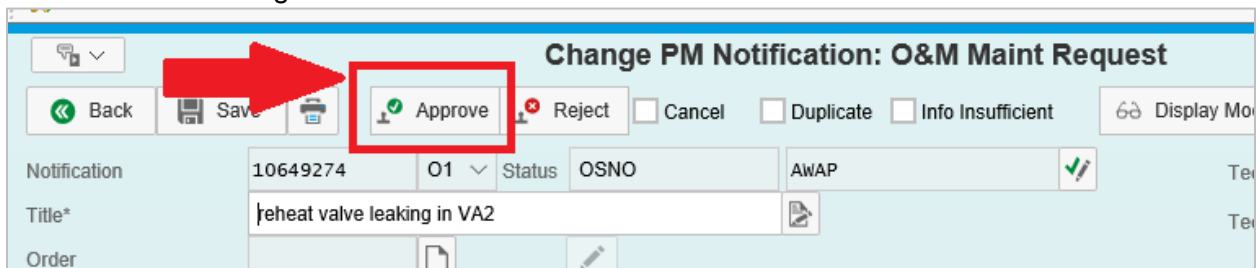 Change PM Notification: O&M Maint Request
Back Approve Reject Cancel Duplicate Info Insufficient Display
Notification 10649274 O1 Status OSNO AWAP
Title* reheat valve leaking in VA2
Order